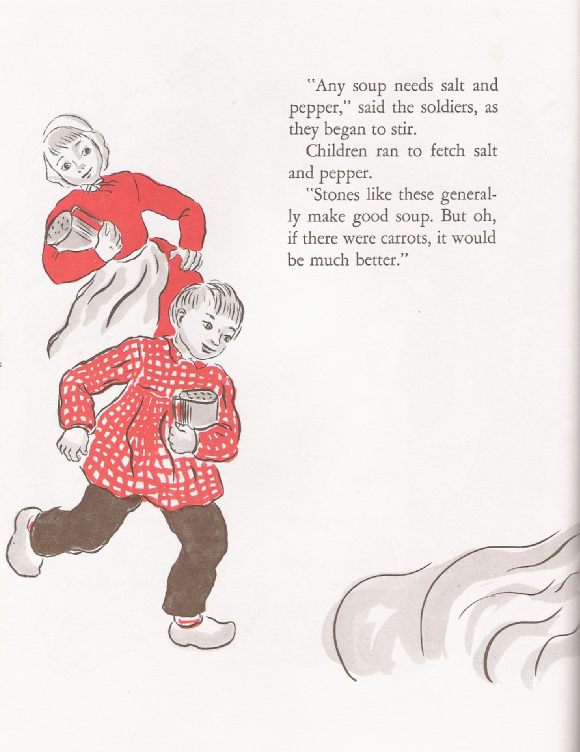 "Any soup needs salt and
pepper," said the soldiers, as
they began to stir.
Children ran to fetch salt
and pepper.
"Stones like these general-
ly make good soup. But oh,
if there were carrots, it would
be much better."